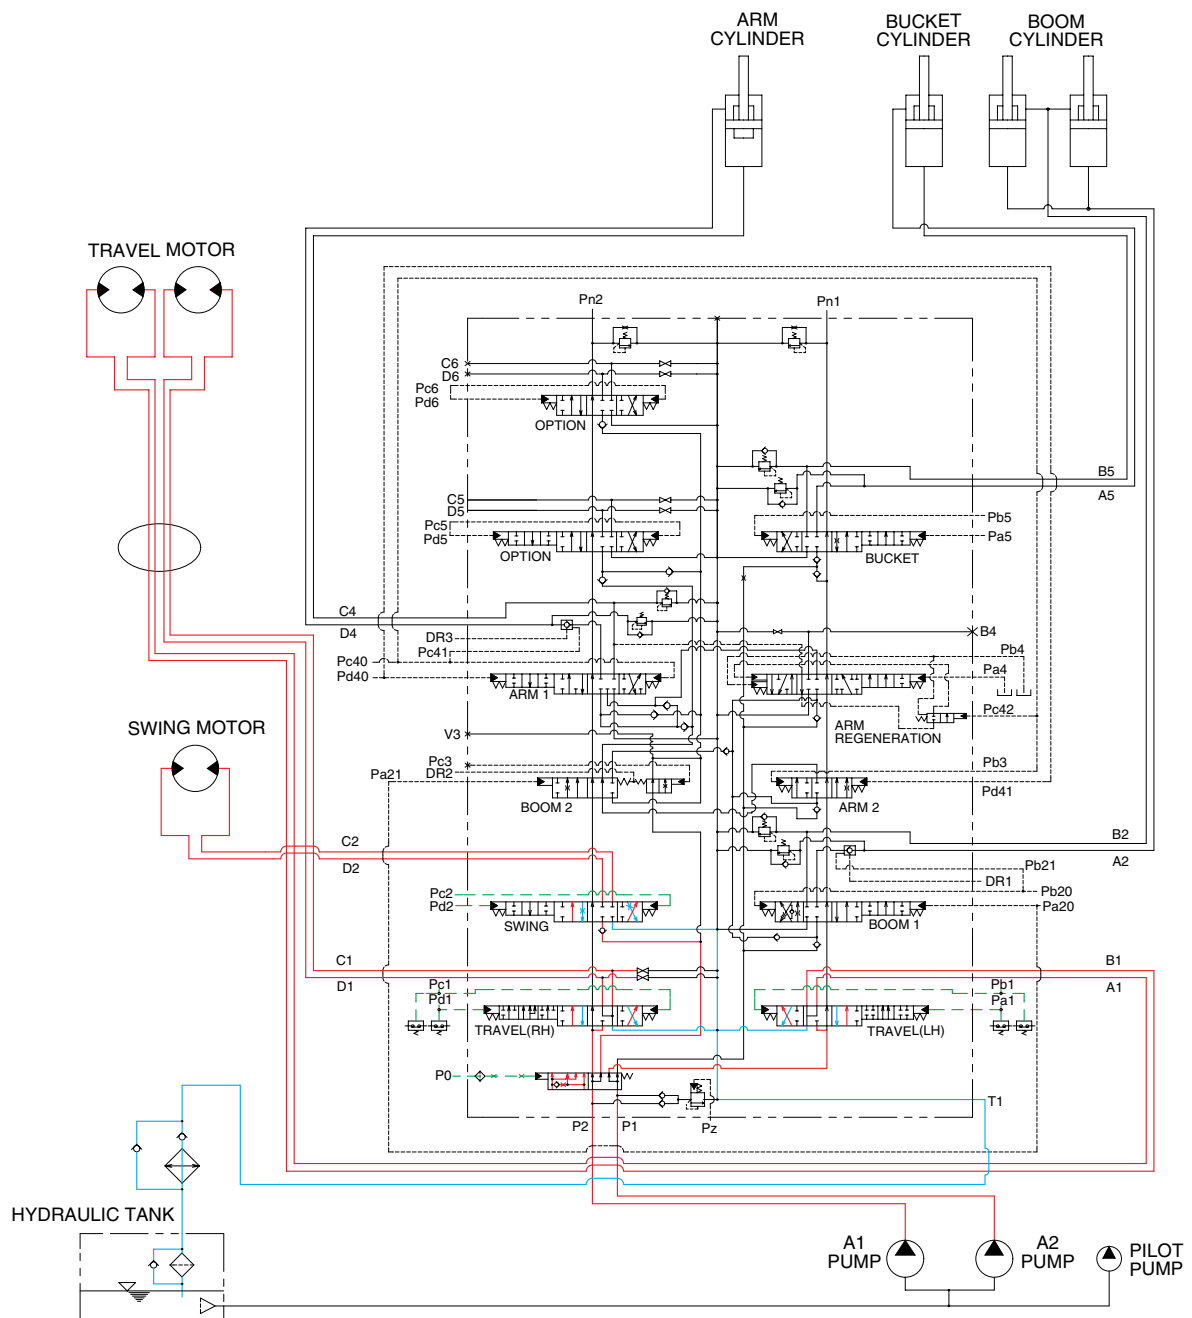 ARM
CYLINDER
BUCKET
CYLINDER
BOOM
CYLINDER
TRAVEL MOTOR
Pn2
Pn1
C6
D6
Pc6
Pd6
OPTION
B5
A5
C5
D5
Pc5
Pd5
OPTION
Pb5
Pa5
BUCKET
C4
D4
DR3
Pc41
Pc40
Pd40
ARM 1
B4
Pb4
Pa4
Pc42
ARM
REGENERATION
SWING MOTOR
V3
Pc3
DR2
Pa21
BOOM 2
Pb3
Pd41
ARM 2
C2
D2
B2
A2
Pb21
DR1
Pc2
Pd2
SWING
Pb20
Pa20
BOOM 1
C1
D1
B1
A1
Pc1
Pd1
TRAVEL(RH)
Pb1
Pa1
TRAVEL(LH)
P0
T1
P2
P1
Pz
HYDRAULIC TANK
A1
PUMP
A2
PUMP
PILOT
PUMP